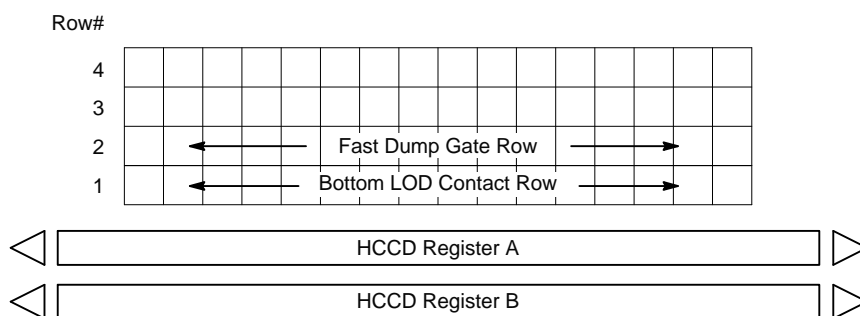 Row#
4
3
2 Fast Dump Gate Row
1 Bottom LOD Contact Row
HCCD Register A
HCCD Register B